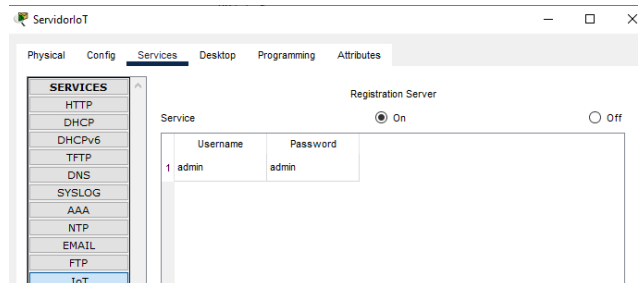 ServidorIoT
Physical Config Services Desktop Programming Attributes
SERVICES
HTTP
DHCP
DHCPv6
TFTP
DNS
SYSLOG
AAA
NTP
EMAIL
FTP
IoT
Registration Server
Service On Off
Username Password
1 admin admin